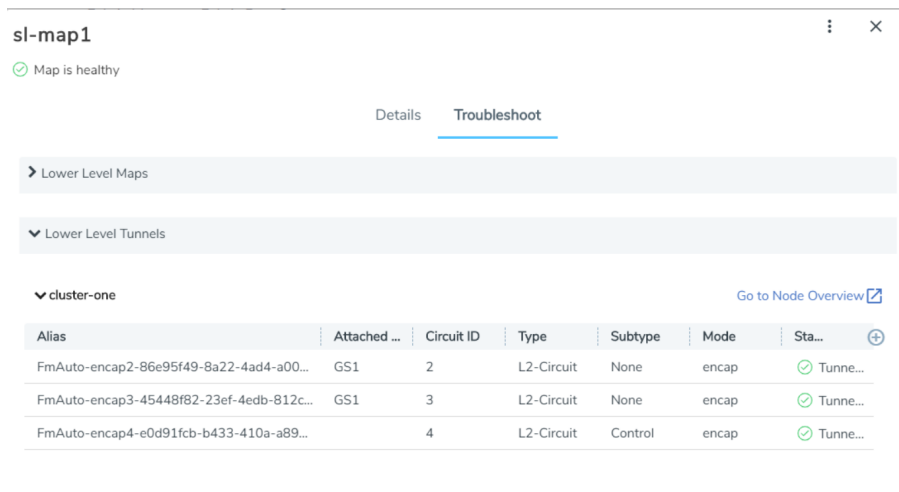 sl-map1
Map is healthy
Details Troubleshoot
Lower Level Maps
Lower Level Tunnels
cluster-one Go to Node Overview
Alias Attached ... Circuit ID Type Subtype Mode Sta...
FmAuto-encap2-86e95f49-8a22-4ad4-a00... GS1 2 L2-Circuit None encap Tunne...
FmAuto-encap3-45448f82-23ef-4edb-812c... GS1 3 L2-Circuit None encap Tunne...
FmAuto-encap4-e0d91fcb-b433-410a-a89... 4 L2-Circuit Control encap Tunne...